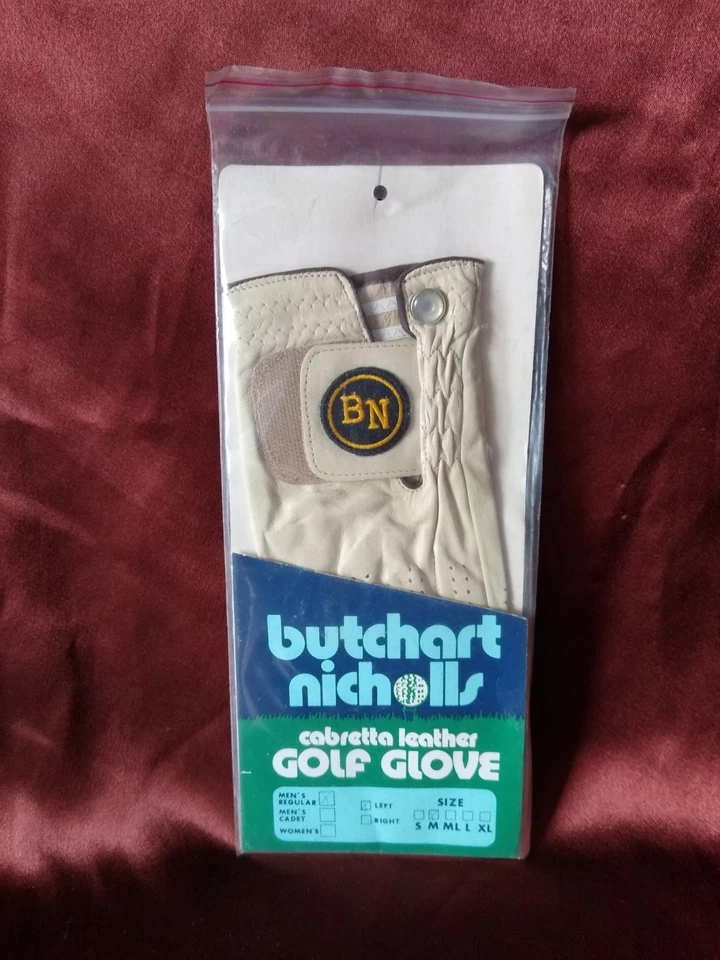 BN
butchart
nicholls
cabretta leather
GOLF GLOVE
MEN'S
REGULAR
MEN'S
CADET
WOMEN'S
LEFT
RIGHT
SIZE
S M ML L XL